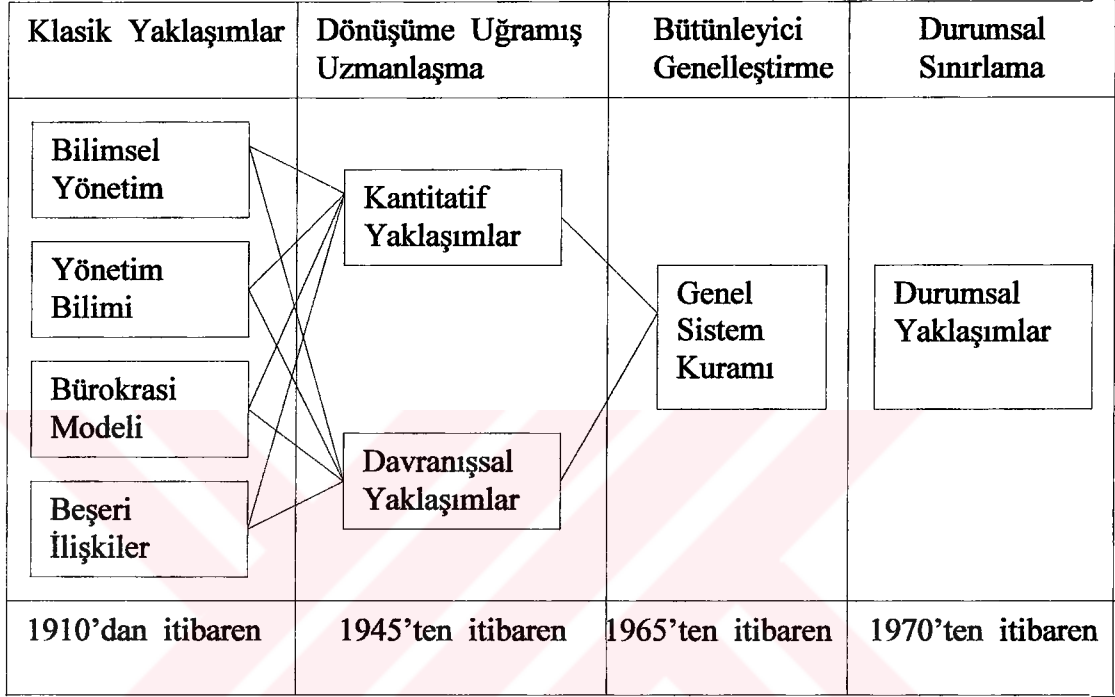 Klasik Yaklaşımlar
Dönüşüme Uğramış
Uzmanlaşma
Bütünleyici
Genelleştirme
Durumsal
Sınırlama
Bilimsel
Yönetim
Yönetim
Bilimi
Bürokrasi
Modeli
Beşeri
İlişkiler
Kantitatif
Yaklaşımlar
Davranışsal
Yaklaşımlar
Genel
Sistem
Kuramı
Durumsal
Yaklaşımlar
1910’dan itibaren
1945’ten itibaren
1965’ten itibaren
1970’ten itibaren